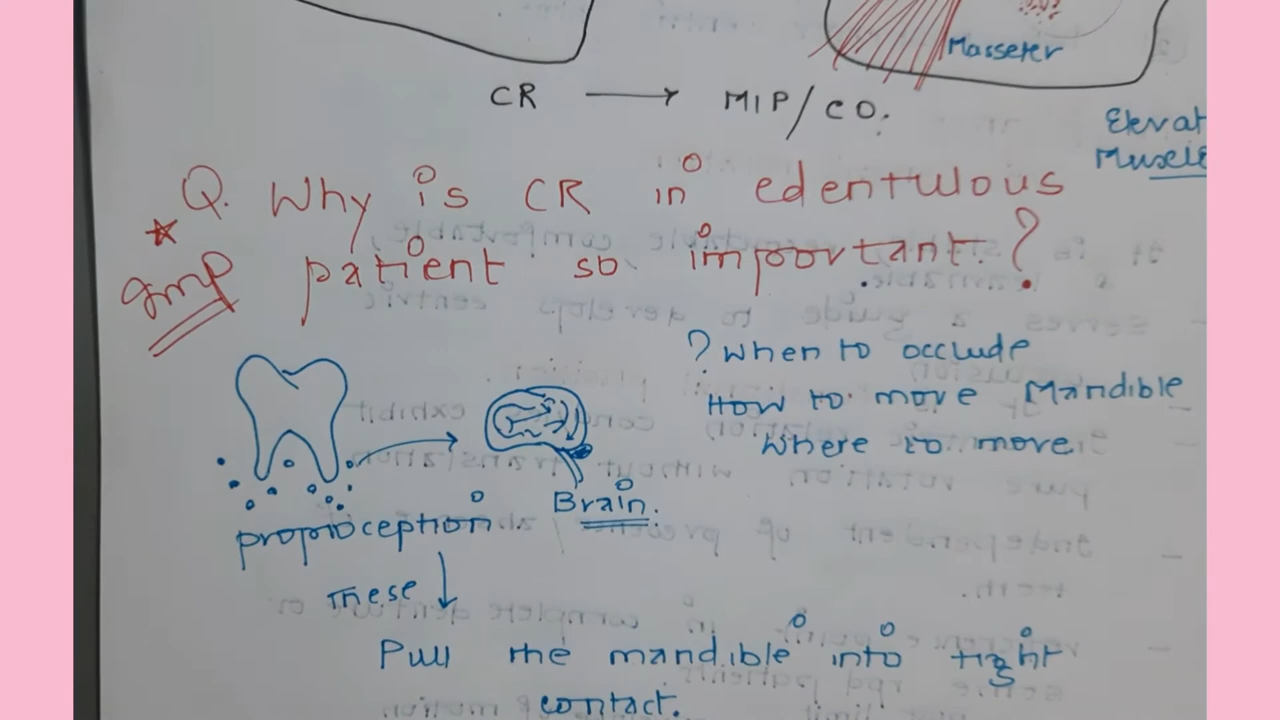 Masseter
CR → MIP/CO.
Elevat
Muscle
Q. Why is CR in edentulous
patient so important.?
Imp
? When to occlude
How to move Mandible
Where to move
Brain.
proprioception
These
Pull the mandible into tight
contact.